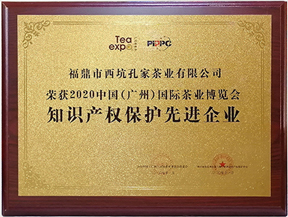 Tea
expo
PEPPC
福鼎市西坑孔家茶业有限公司
荣获2020中国(广州)国际茶业博览会
知识产权保护先进企业